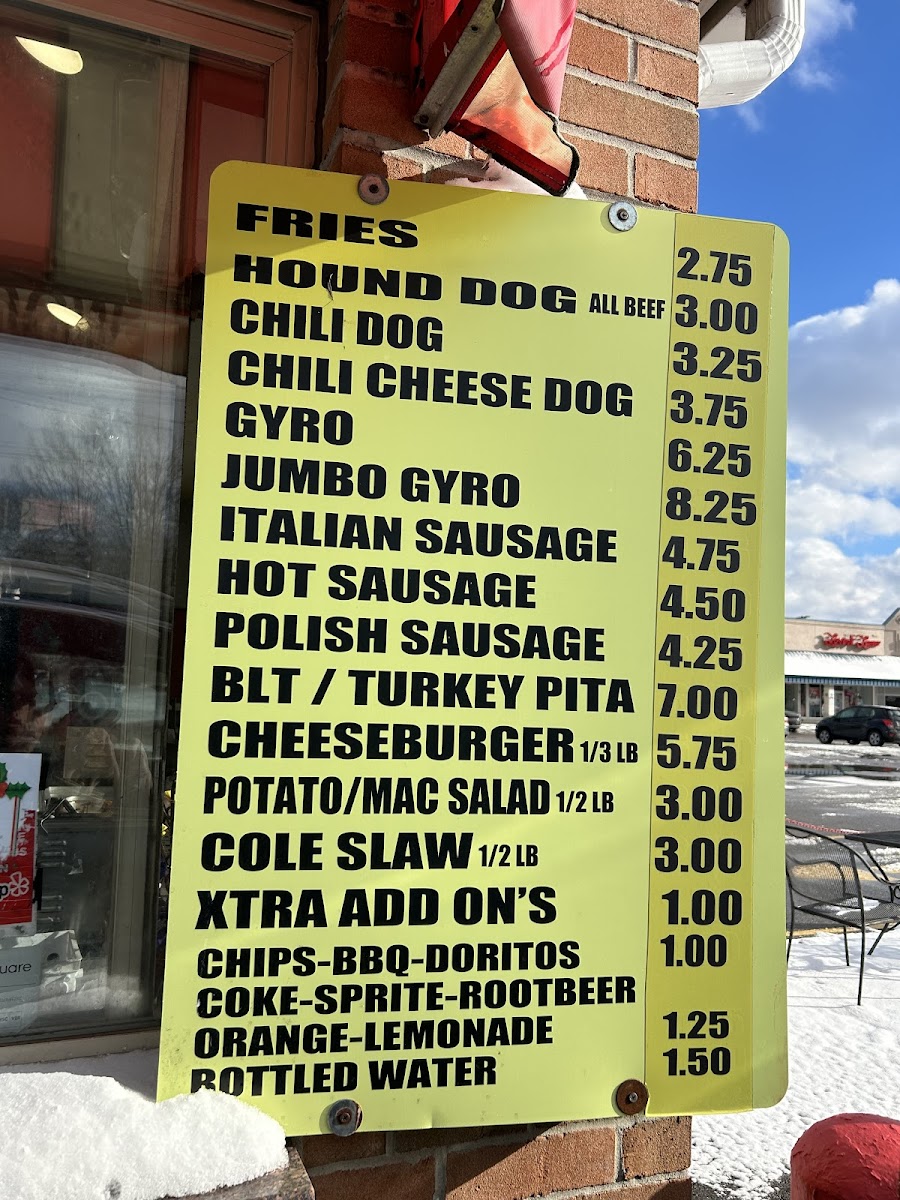 FRIES 2.75
HOUND DOG ALL BEEF 3.00
CHILI DOG 3.25
CHILI CHEESE DOG 3.75
GYRO 6.25
JUMBO GYRO 8.25
ITALIAN SAUSAGE 4.75
HOT SAUSAGE 4.50
POLISH SAUSAGE 4.25
BLT / TURKEY PITA 7.00
CHEESEBURGER 1/3 LB 5.75
POTATO/MAC SALAD 1/2 LB 3.00
COLE SLAW 1/2 LB 3.00
XTRA ADD ON'S 1.00
CHIPS-BBQ-DORITOS 1.00
COKE-SPRITE-ROOTBEER
ORANGE-LEMONADE 1.25
BOTTLED WATER 1.50